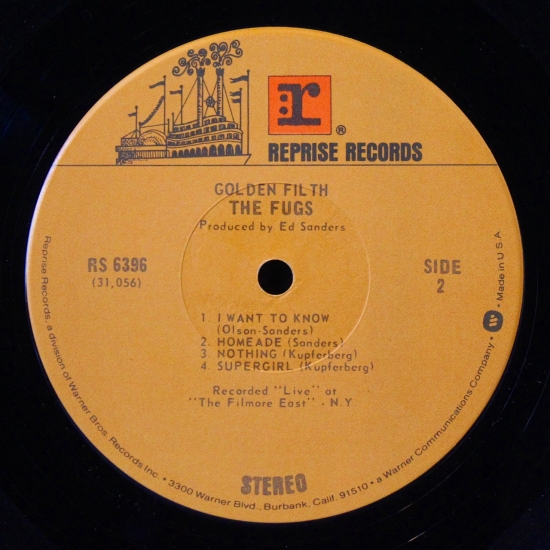 r
®
REPRISE RECORDS
GOLDEN FILTH
THE FUGS
Produced by Ed Sanders
RS 6396
(31,056)
SIDE
2
1. I WANT TO KNOW
(Olson-Sanders)
2. HOMEADE (Sanders)
3. NOTHING (Kupferberg)
4. SUPERGIRL (Kupferberg)
Recorded "Live" at
"The Filmore East" - N.Y
STEREO
Reprise Records, a division of Warner Bros. Records Inc. • 3300 Warner Blvd., Burbank, Calif. 91510 • a Warner Communications Company • W • Made in U.S.A.